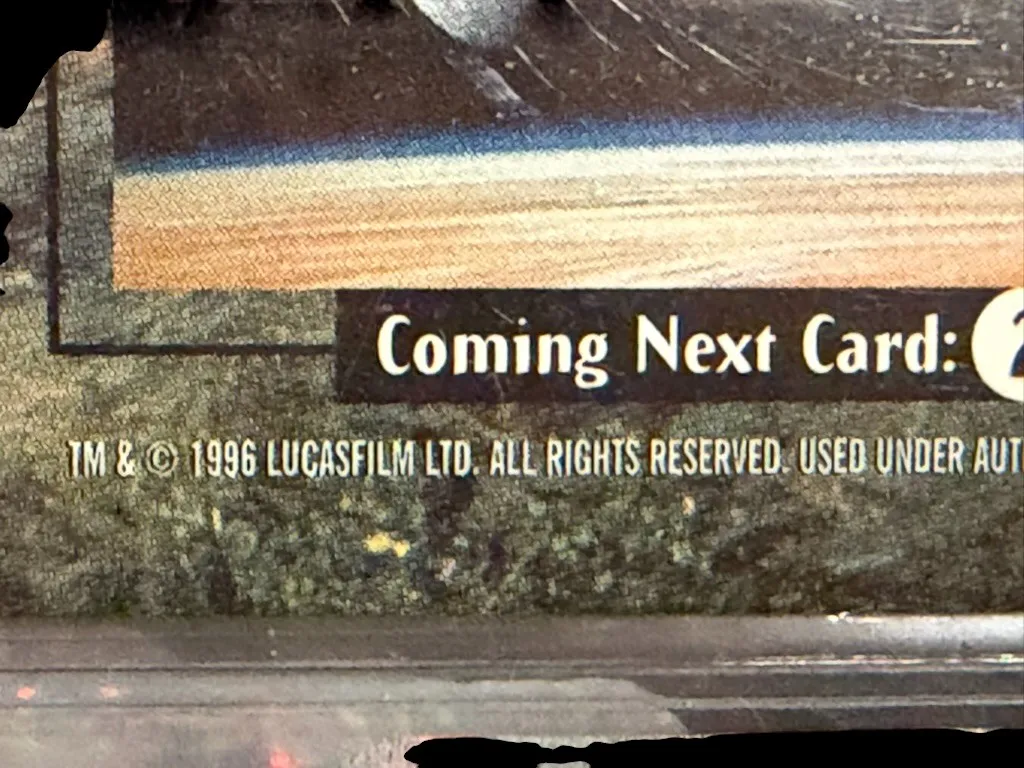 Coming Next Card:
TM & © 1996 LUCASFILM LTD. ALL RIGHTS RESERVED. USED UNDER